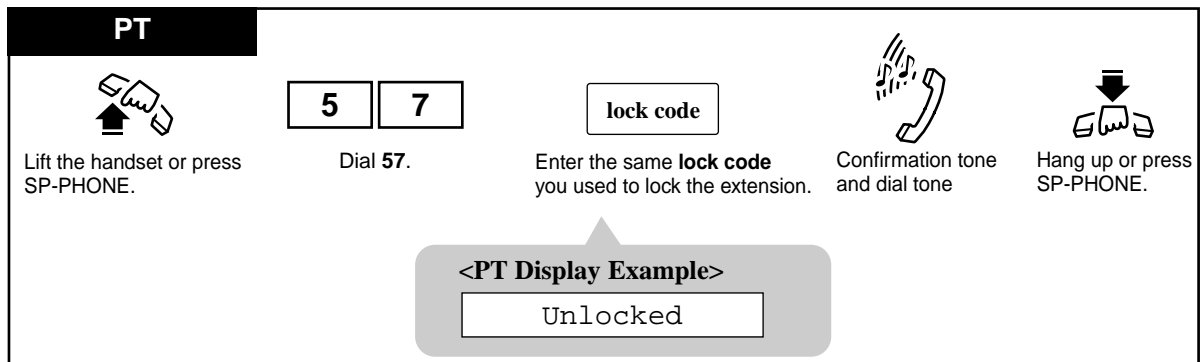 PT
5 7
lock code
Lift the handset or press
SP-PHONE.
Dial 57.
Enter the same lock code
you used to lock the extension.
Confirmation tone
and dial tone
Hang up or press
SP-PHONE.
<PT Display Example>
Unlocked